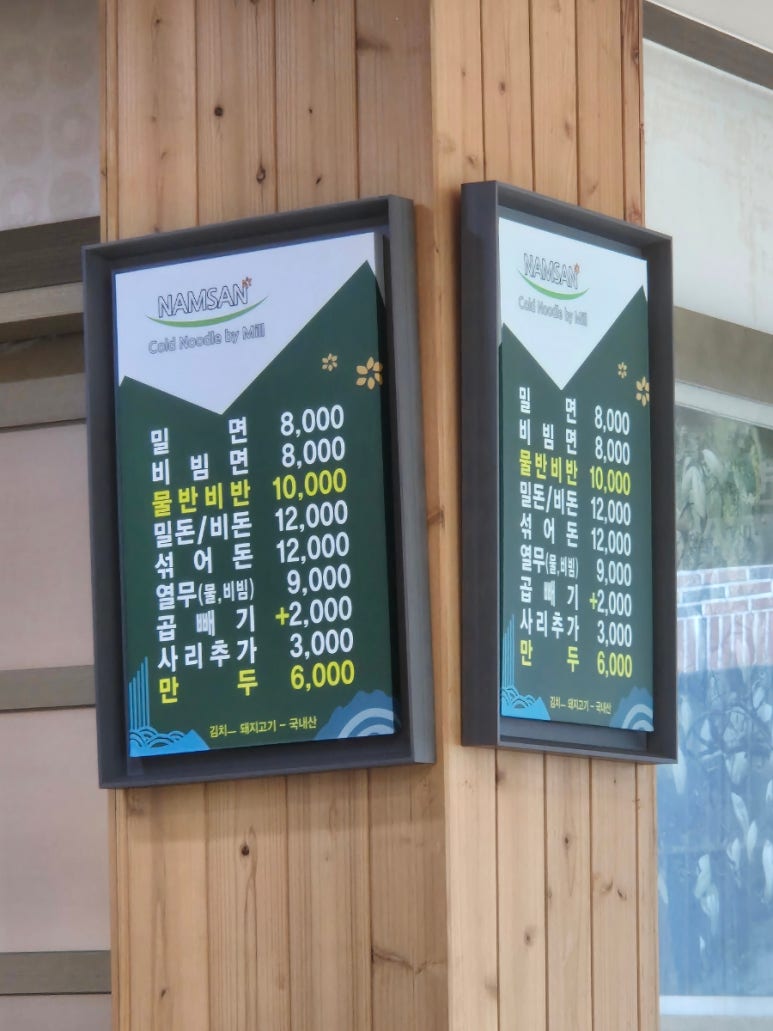 NAMSAN
Cold Noodle by Mill
밀 면 8,000
비 빔 면 8,000
물반비반 10,000
밀돈/비돈 12,000
섞 어 돈 12,000
열무(물,비빔) 9,000
곱 빼 기 +2,000
사리추가 3,000
만 두 6,000
김치- 돼지고기 - 국내산
NAMSAN
Cold Noodle by Mill
밀 면 8,000
비 빔 면 8,000
물반비반 10,000
밀돈/비돈 12,000
섞 어 돈 12,000
열무(물,비빔) 9,000
곱 빼 기 +2,000
사리추가 3,000
만 두 6,000
김치- 돼지고기 - 국내산